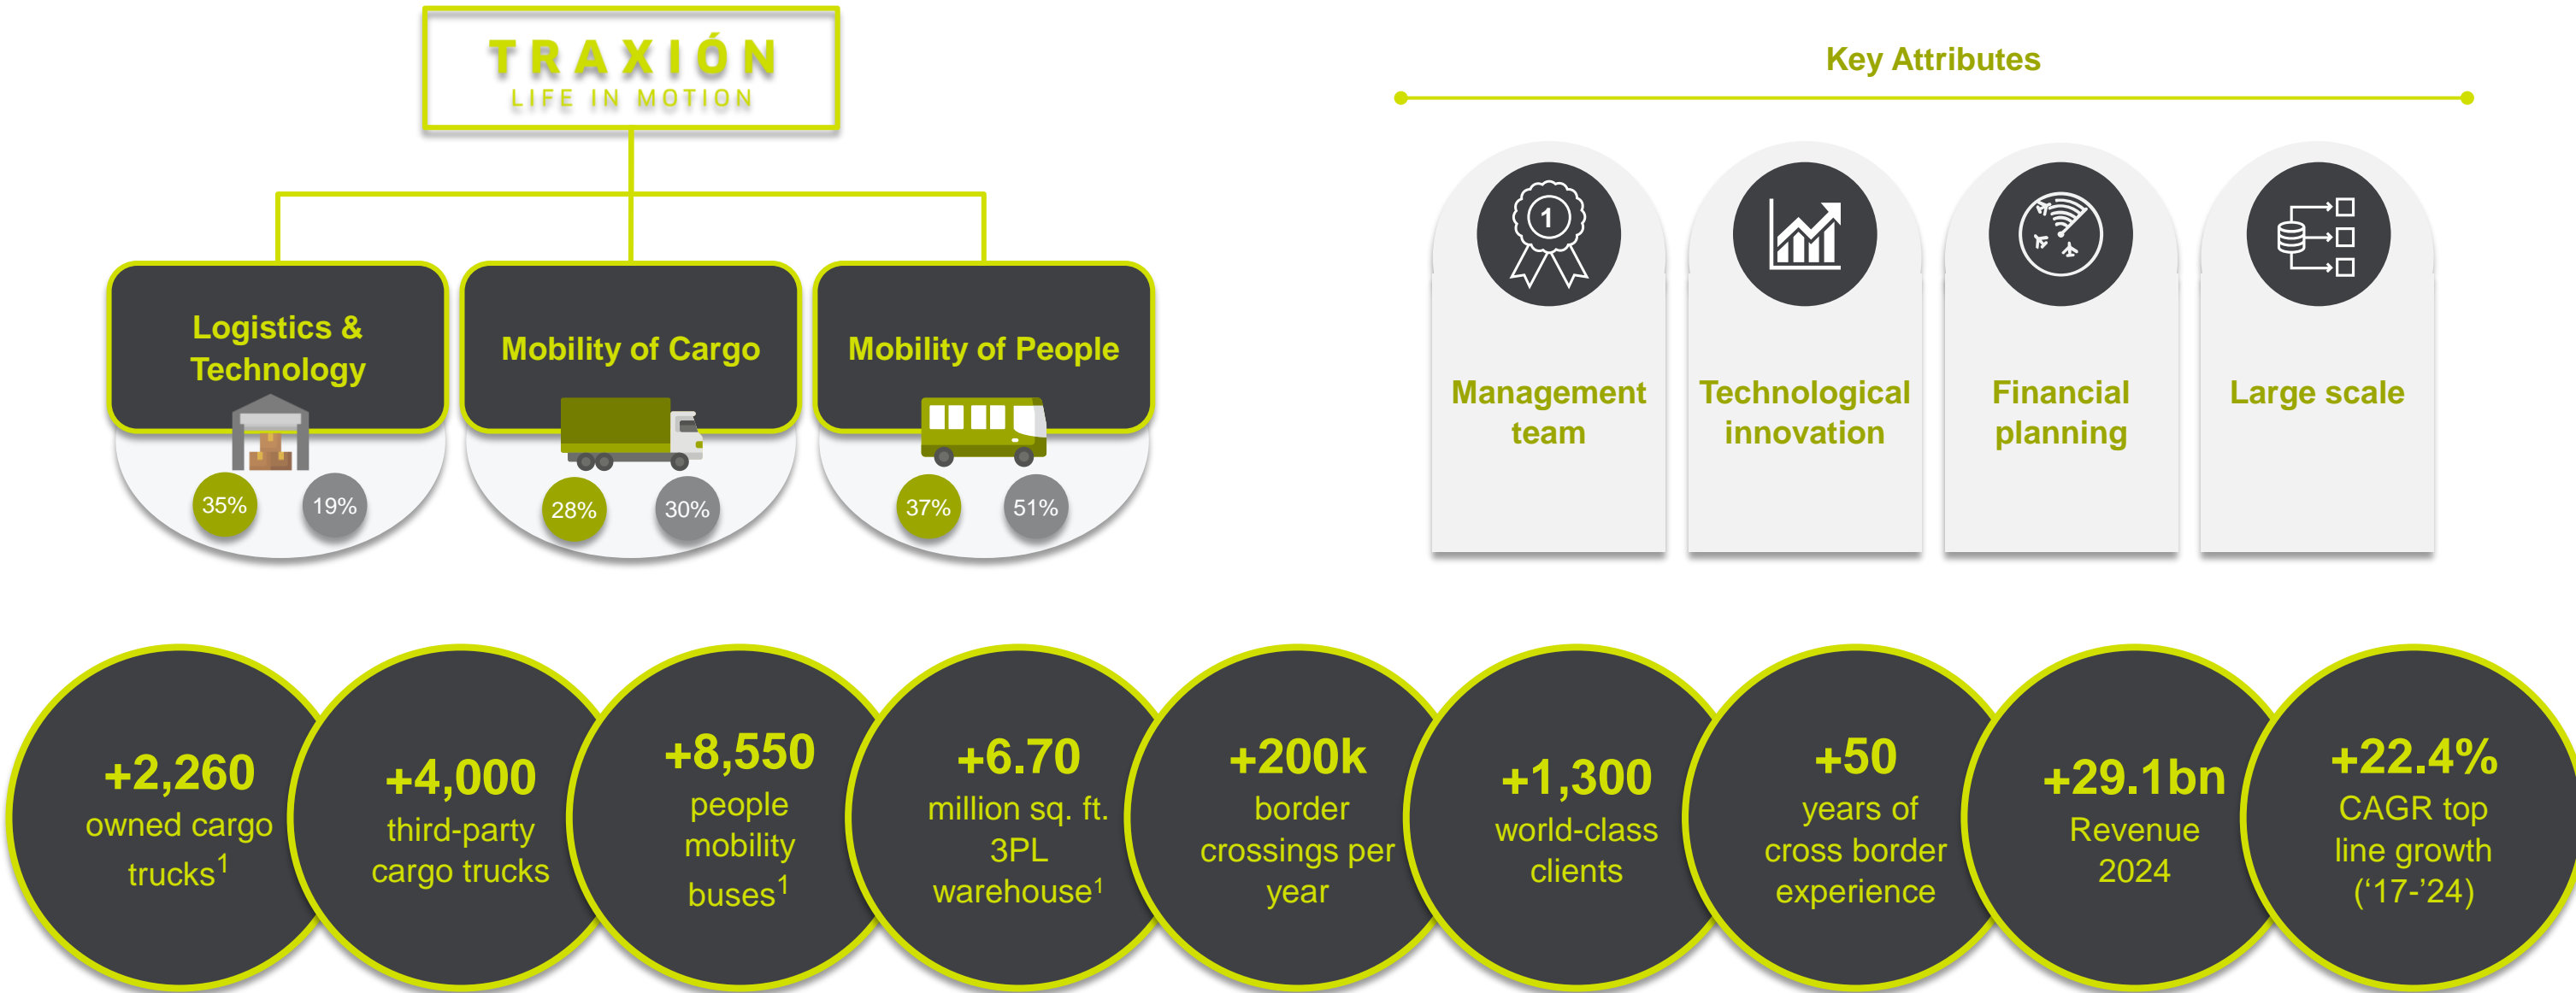 TRAXIÓN
LIFE IN MOTION
Logistics &
Technology
35%
19%
Mobility of Cargo
28%
30%
Mobility of People
37%
51%
Key Attributes
1
Management
team
Technological
innovation
Financial
planning
Large scale
+2,260
owned cargo
trucks1
+4,000
third-party
cargo trucks
+8,550
people
mobility
buses1
+6.70
million sq. ft.
3PL
warehouse1
+200k
border
crossings per
year
+1,300
world-class
clients
+50
years of
cross border
experience
+29.1bn
Revenue
2024
+22.4%
CAGR top
line growth
(‘17-’24)